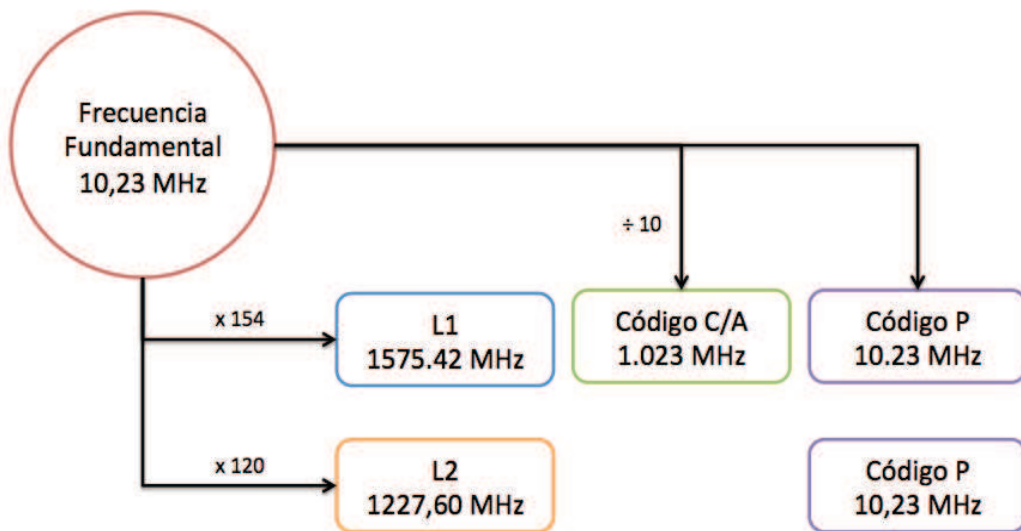 Frecuencia
Fundamental
10,23 MHz
÷ 10
x 154
L1
1575.42 MHz
Código C/A
1.023 MHz
Código P
10.23 MHz
x 120
L2
1227,60 MHz
Código P
10,23 MHz